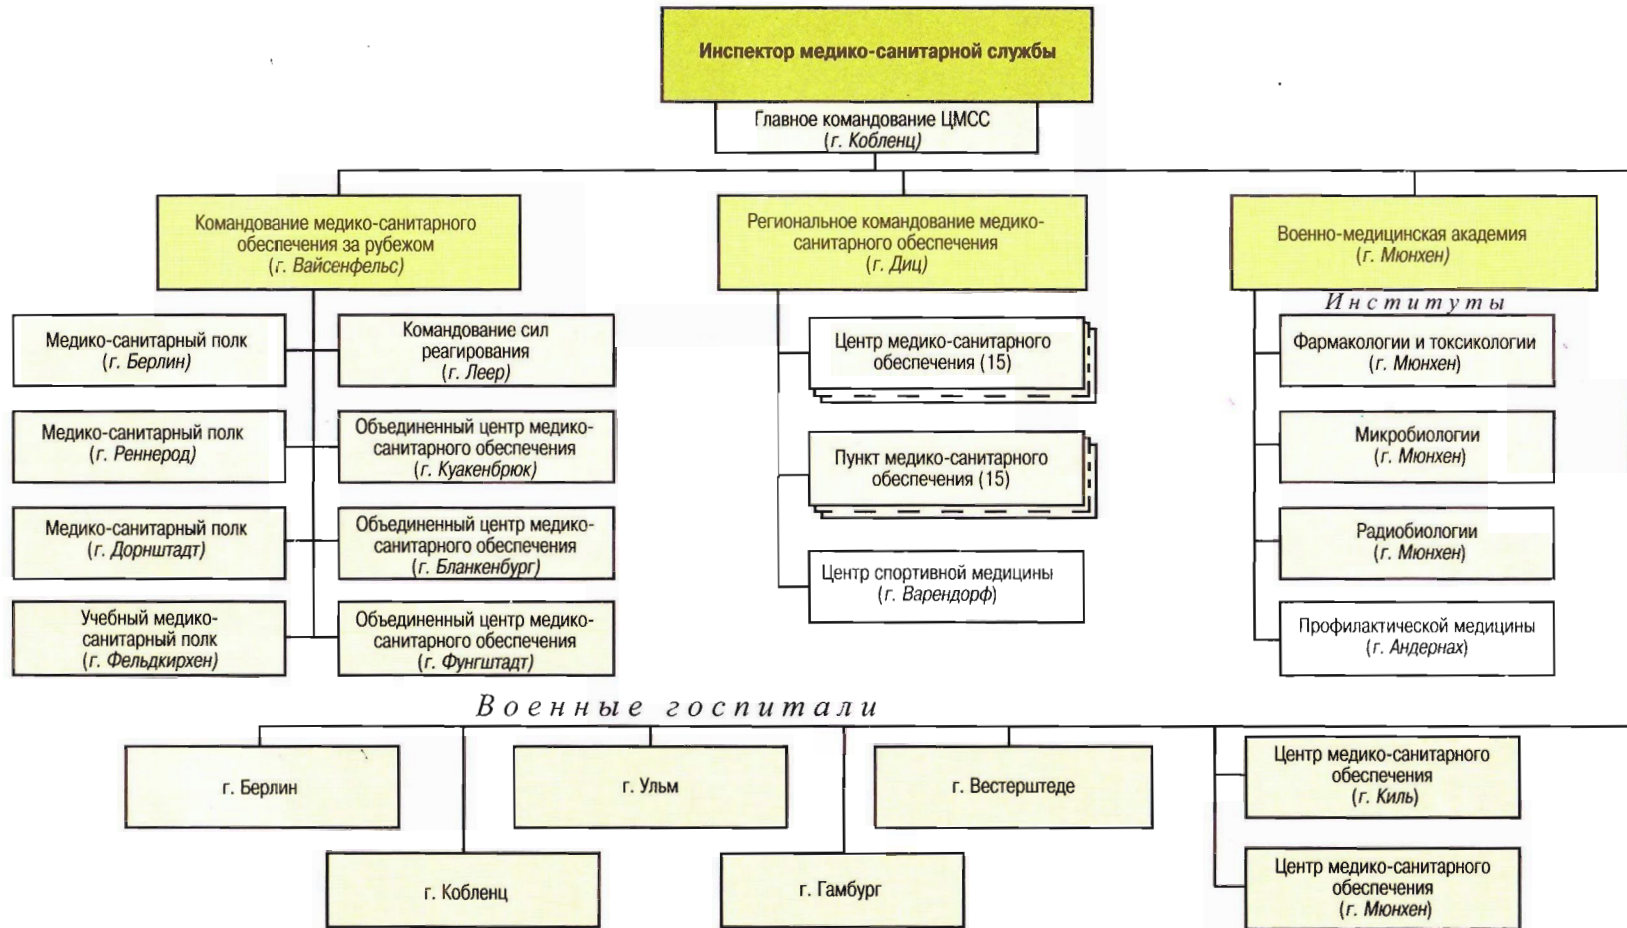 Инспектор медико-санитарной службы
Главное командование ЦМСС
(г. Кобленц)
Командование медико-санитарного
обеспечения за рубежом
(г. Вайсенфельс)
Региональное командование медико-
санитарного обеспечения
(г. Диц)
Военно-медицинская академия
(г. Мюнхен)
Медико-санитарный полк
(г. Берлин)
Командование сил
реагирования
(г. Леер)
Медико-санитарный полк
(г. Реннерод)
Объединенный центр медико-
санитарного обеспечения
(г. Куакенбрюк)
Медико-санитарный полк
(г. Дорнштадт)
Объединенный центр медико-
санитарного обеспечения
(г. Бланкенбург)
Учебный медико-
санитарный полк
(г. Фельдкирхен)
Объединенный центр медико-
санитарного обеспечения
(г. Фунгштадт)
Центр медико-санитарного
обеспечения (15)
Пункт медико-санитарного
обеспечения (15)
Центр спортивной медицины
(г. Варендорф)
Институты
Фармакологии и токсикологии
(г. Мюнхен)
Микробиологии
(г. Мюнхен)
Радиобиологии
(г. Мюнхен)
Профилактической медицины
(г. Андернах)
Военные госпитали
г. Берлин
г. Кобленц
г. Ульм
г. Гамбург
г. Вестерштеде
Центр медико-санитарного
обеспечения
(г. Киль)
Центр медико-санитарного
обеспечения
(г. Мюнхен)